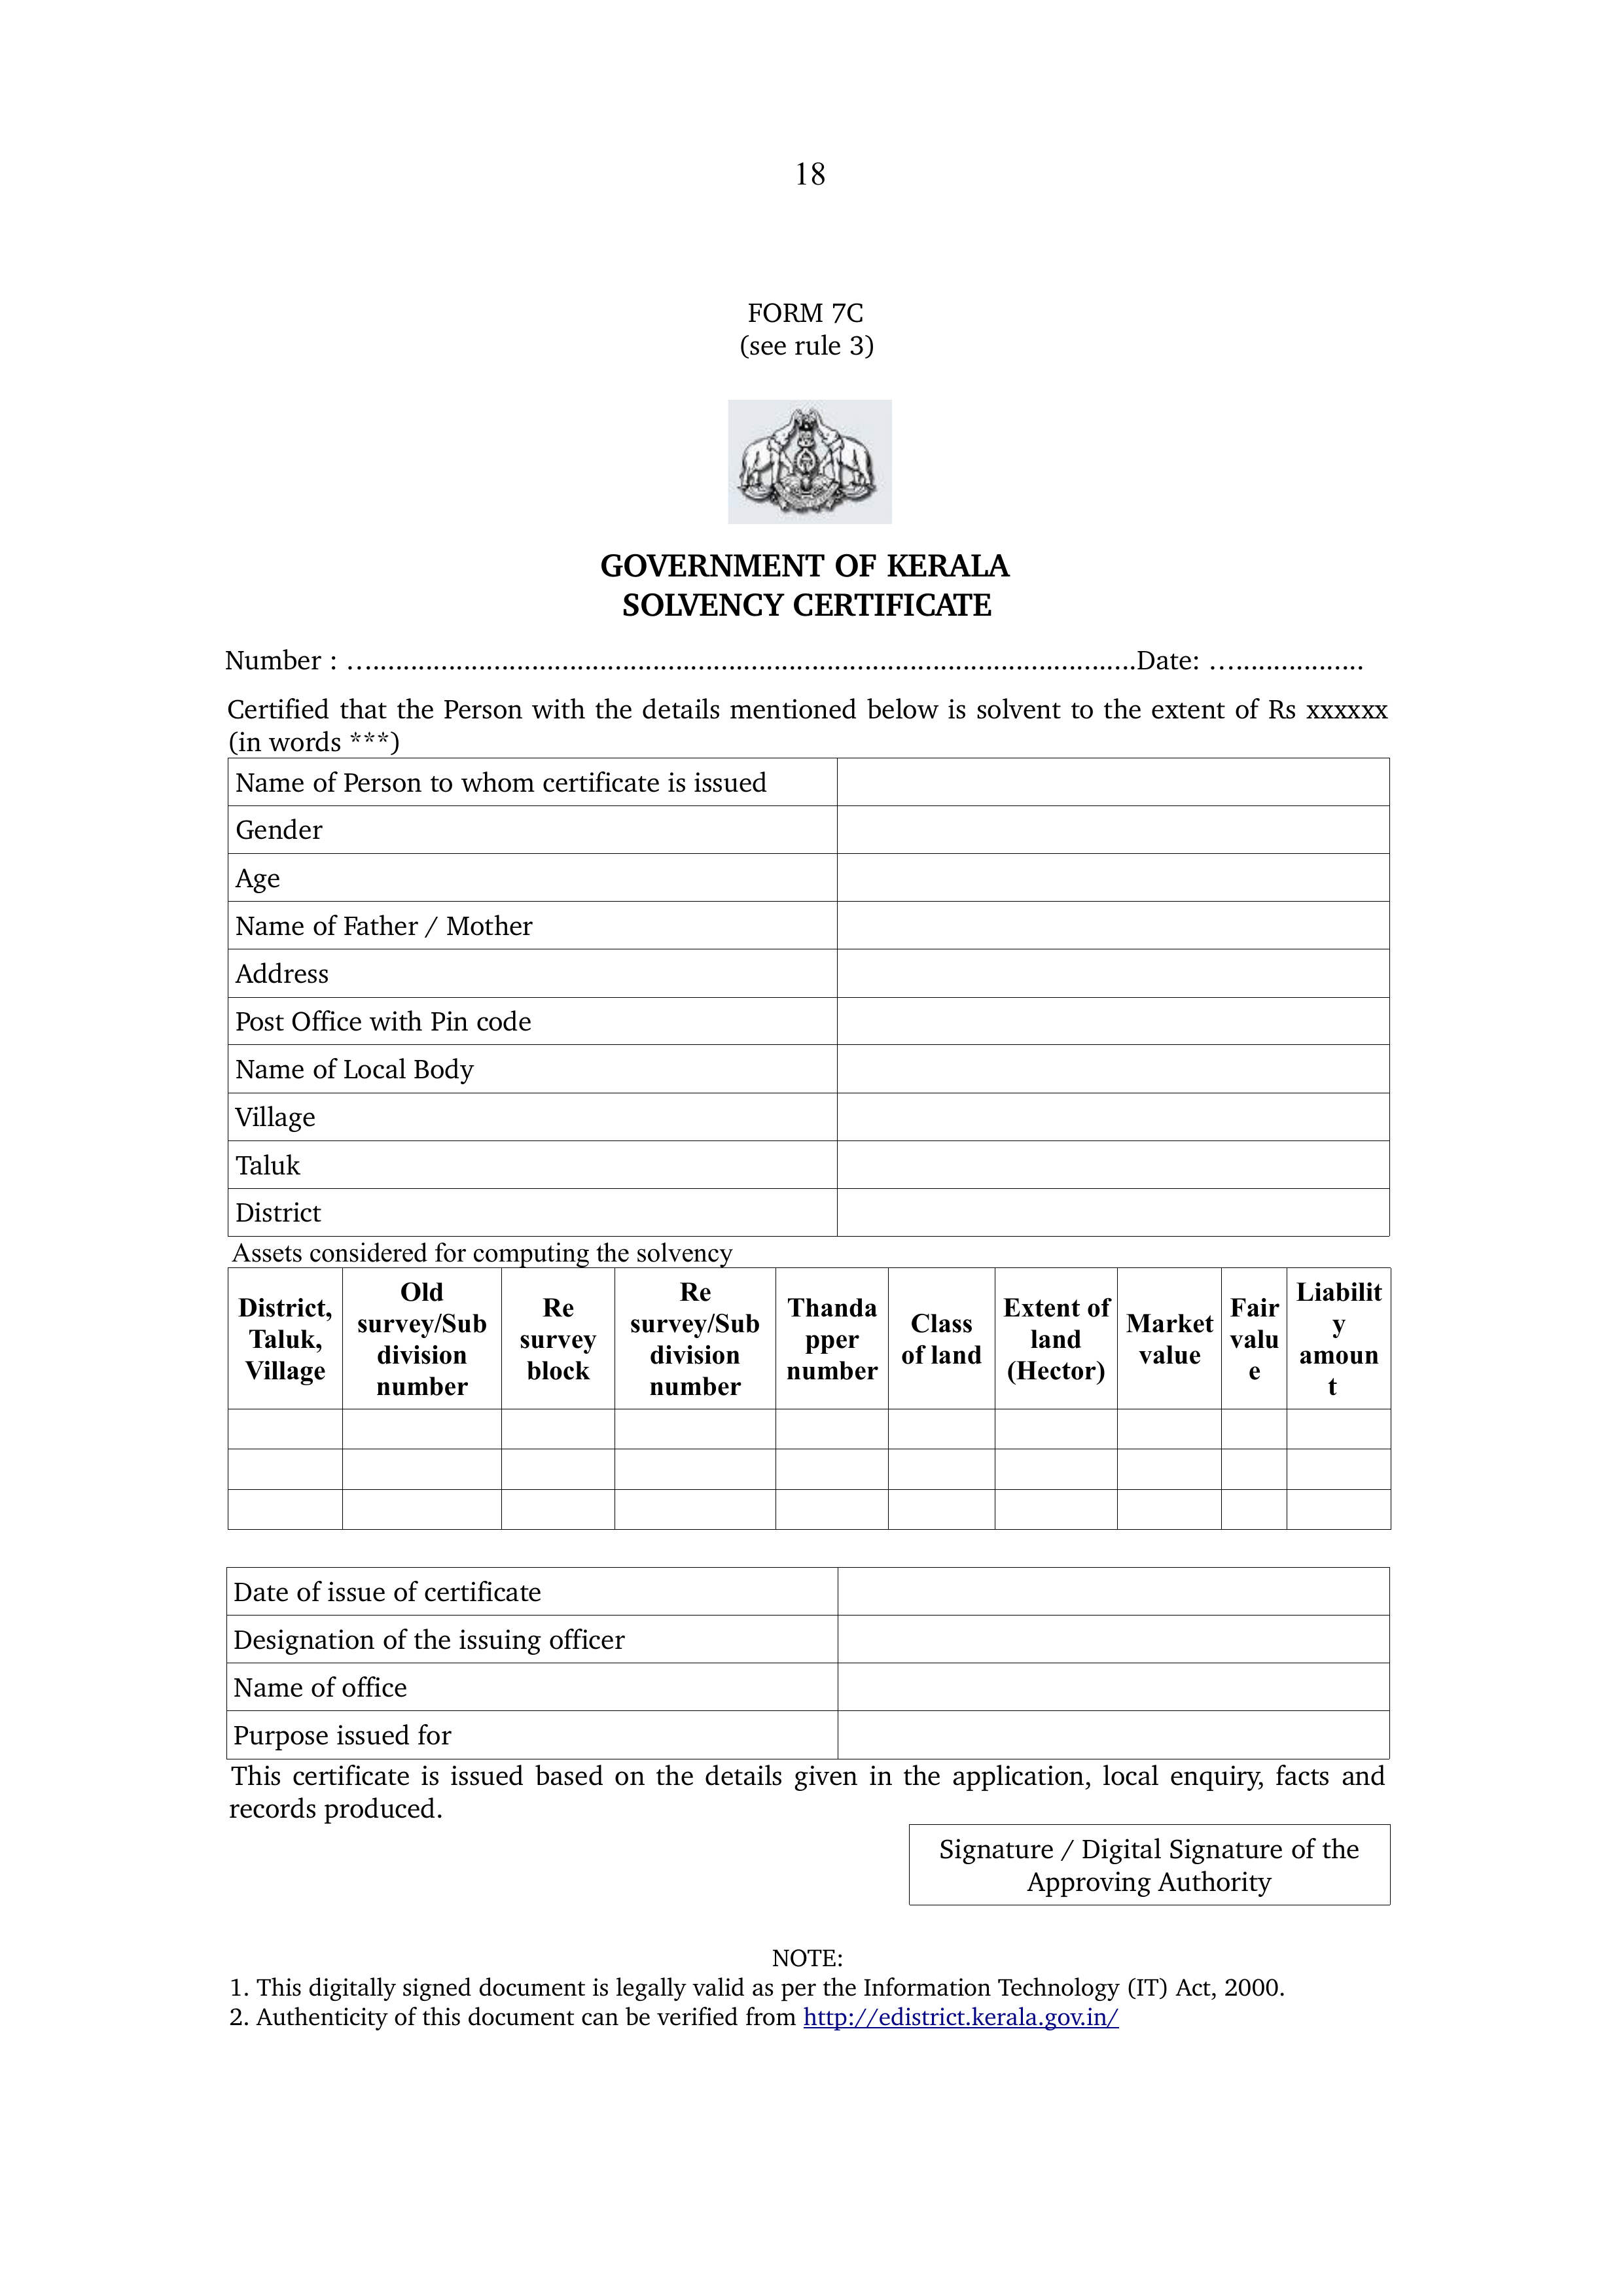 18
FORM 7C
(see rule 3)
GOVERNMENT OF KERALA
SOLVENCY CERTIFICATE
Number : …....................................................................................................Date: …................
Certified that the Person with the details mentioned below is solvent to the extent of Rs xxxxxx
(in words ***)
Name of Person to whom certificate is issued
Gender
Age
Name of Father / Mother
Address
Post Office with Pin code
Name of Local Body
Village
Taluk
District
Assets considered for computing the solvency
District,
Taluk,
Village
Old
survey/Sub
division
number
Re
survey
block
Re
survey/Sub
division
number
Thanda
pper
number
Class
of land
Extent of
land
(Hector)
Market
value
Fair
valu
e
Liabilit
y
amoun
t
Date of issue of certificate
Designation of the issuing officer
Name of office
Purpose issued for
This certificate is issued based on the details given in the application, local enquiry, facts and
records produced.
Signature / Digital Signature of the
Approving Authority
NOTE:
1. This digitally signed document is legally valid as per the Information Technology (IT) Act, 2000.
2. Authenticity of this document can be verified from http://edistrict.kerala.gov.in/